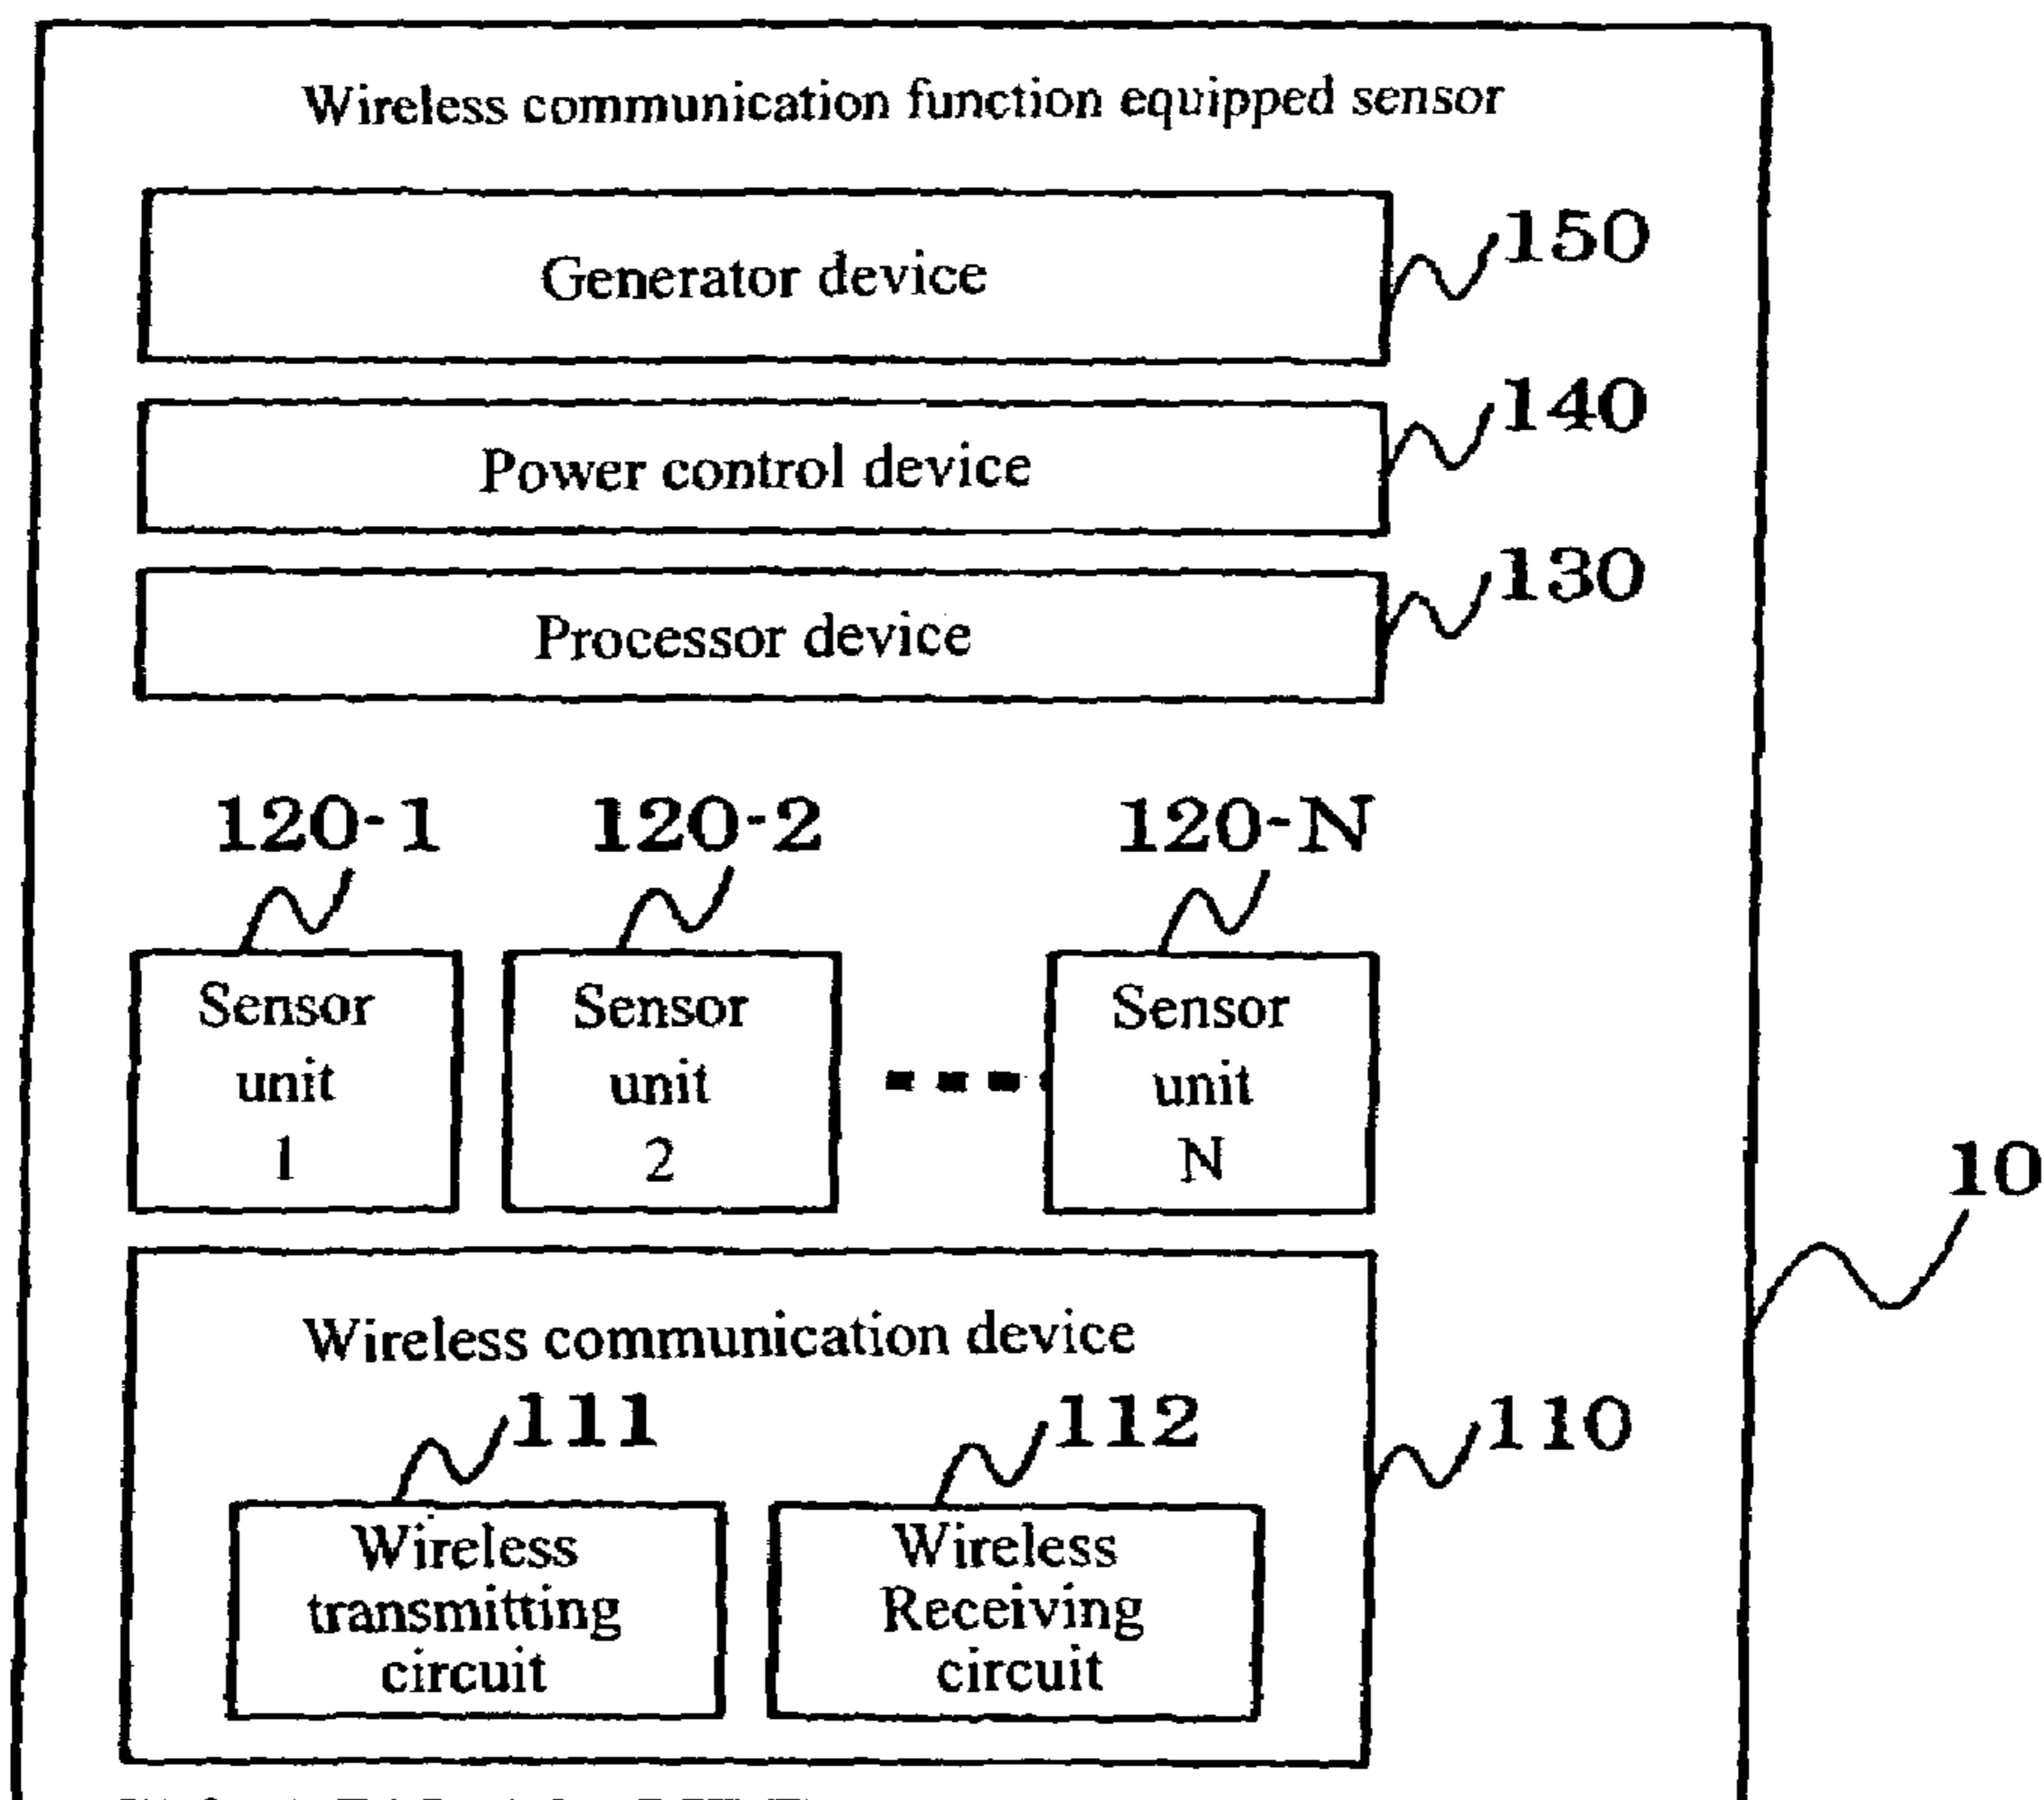 Wireless communication function equipped sensor
Generator device
150
Power control device
140
Processor device
130
120-1
120-2
120-N
Sensor
unit
1
Sensor
unit
2
Sensor
unit
N
10
Wireless communication device
111
112
110
Wireless
transmitting
circuit
Wireless
Receiving
circuit